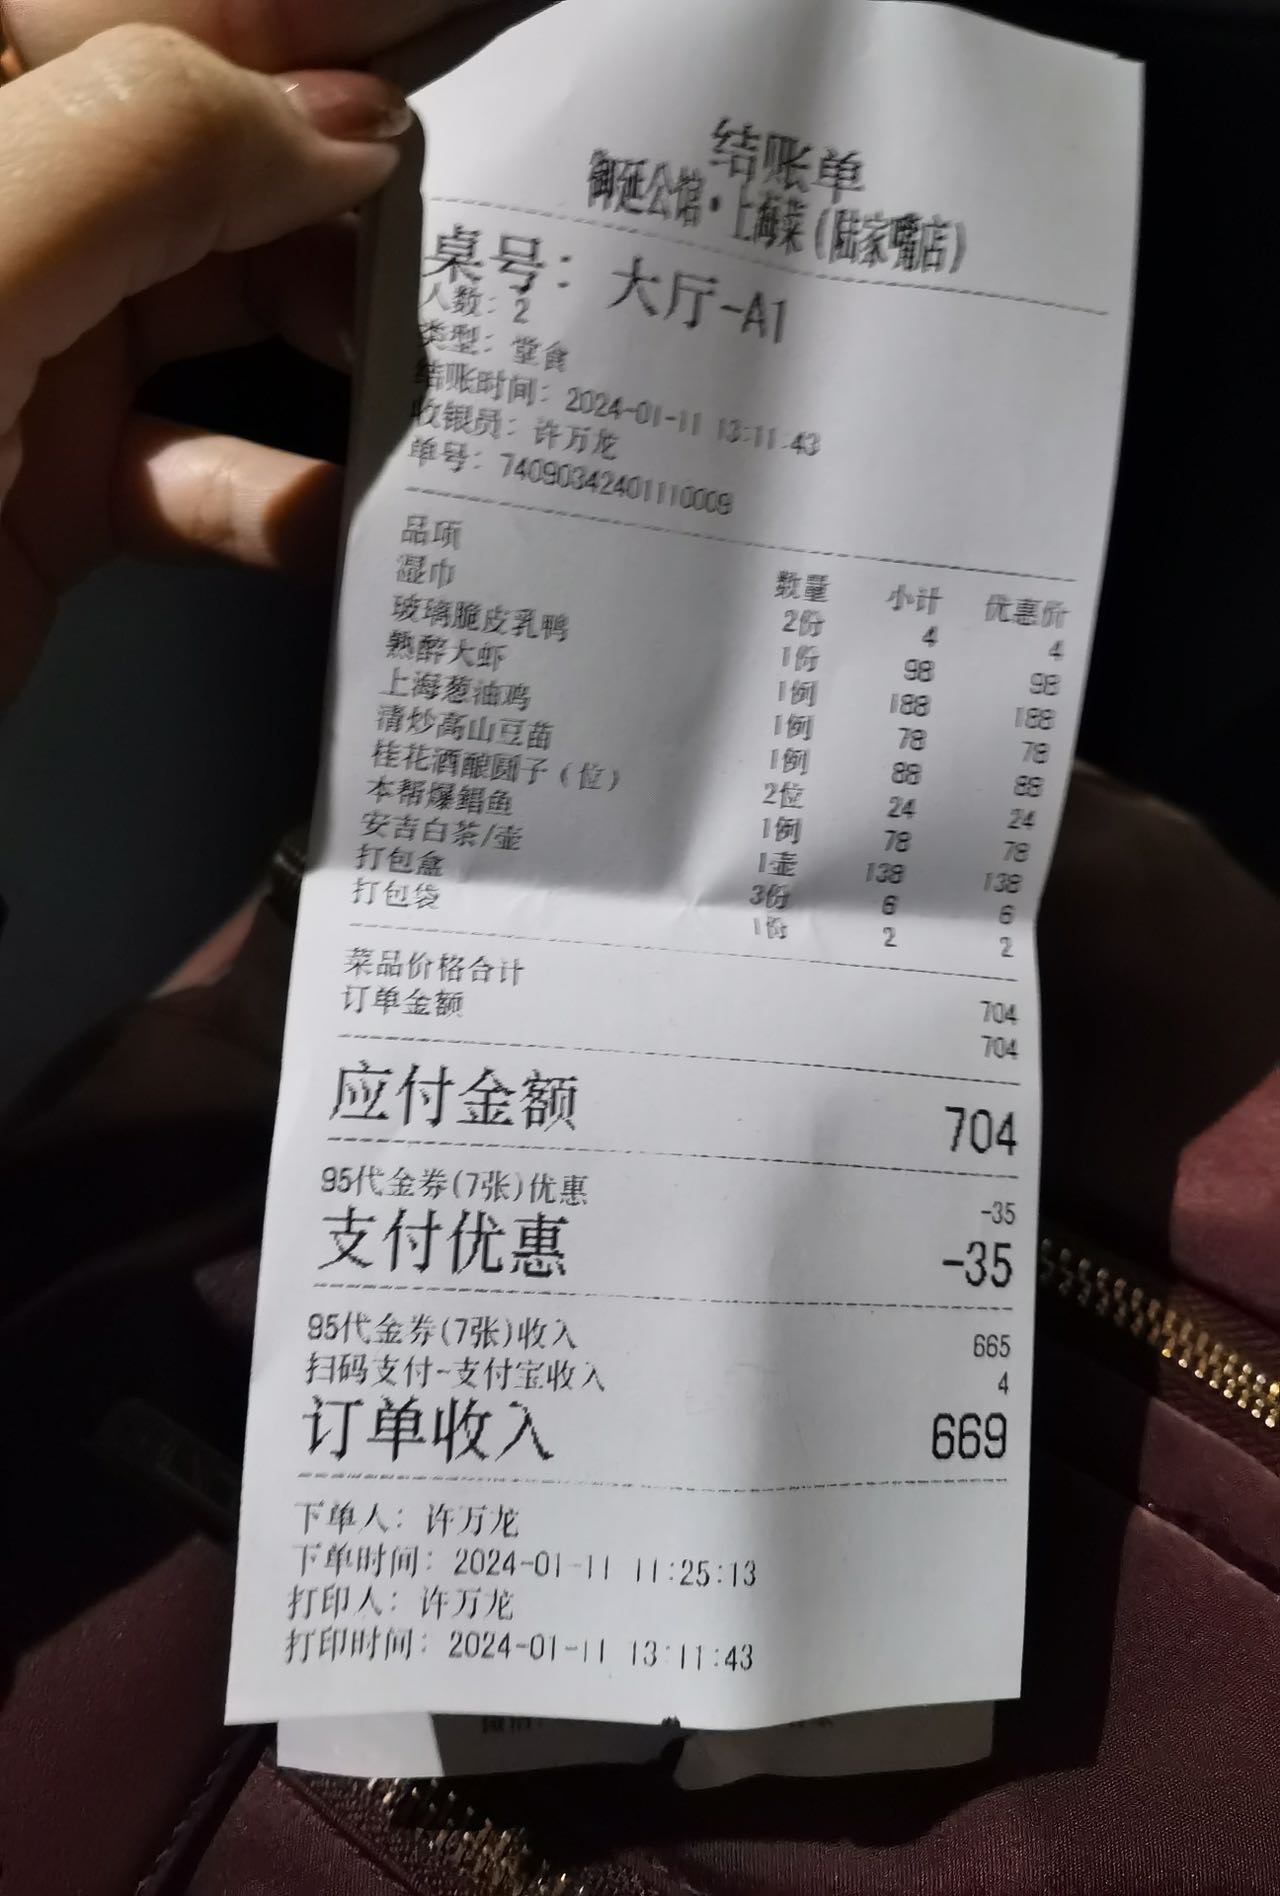 结账单
御延公馆·上海菜(陆家嘴店)
桌号: 大厅-A1
人数: 2
类型: 堂食
结账时间: 2024-01-11 13:11:43
收银员: 许万龙
单号: 74090342401110009
品项 数量 小计 优惠价
湿巾 2份 4 4
玻璃脆皮乳鸭 1份 98 98
熟醉大虾 1例 188 188
上海葱油鸡 1例 78 78
清炒高山豆苗 1例 88 88
桂花酒酿圆子(位) 2位 24 24
本帮爆鲳鱼 1例 78 78
安吉白茶/壶 1壶 138 138
打包盒 3份 6 6
打包袋 1份 2 2
菜品价格合计 704
订单金额 704
应付金额 704
95代金券(7张)优惠 -35
支付优惠 -35
95代金券(7张)收入 665
扫码支付-支付宝收入 4
订单收入 669
下单人: 许万龙
下单时间: 2024-01-11 11:25:13
打印人: 许万龙
打印时间: 2024-01-11 13:11:43